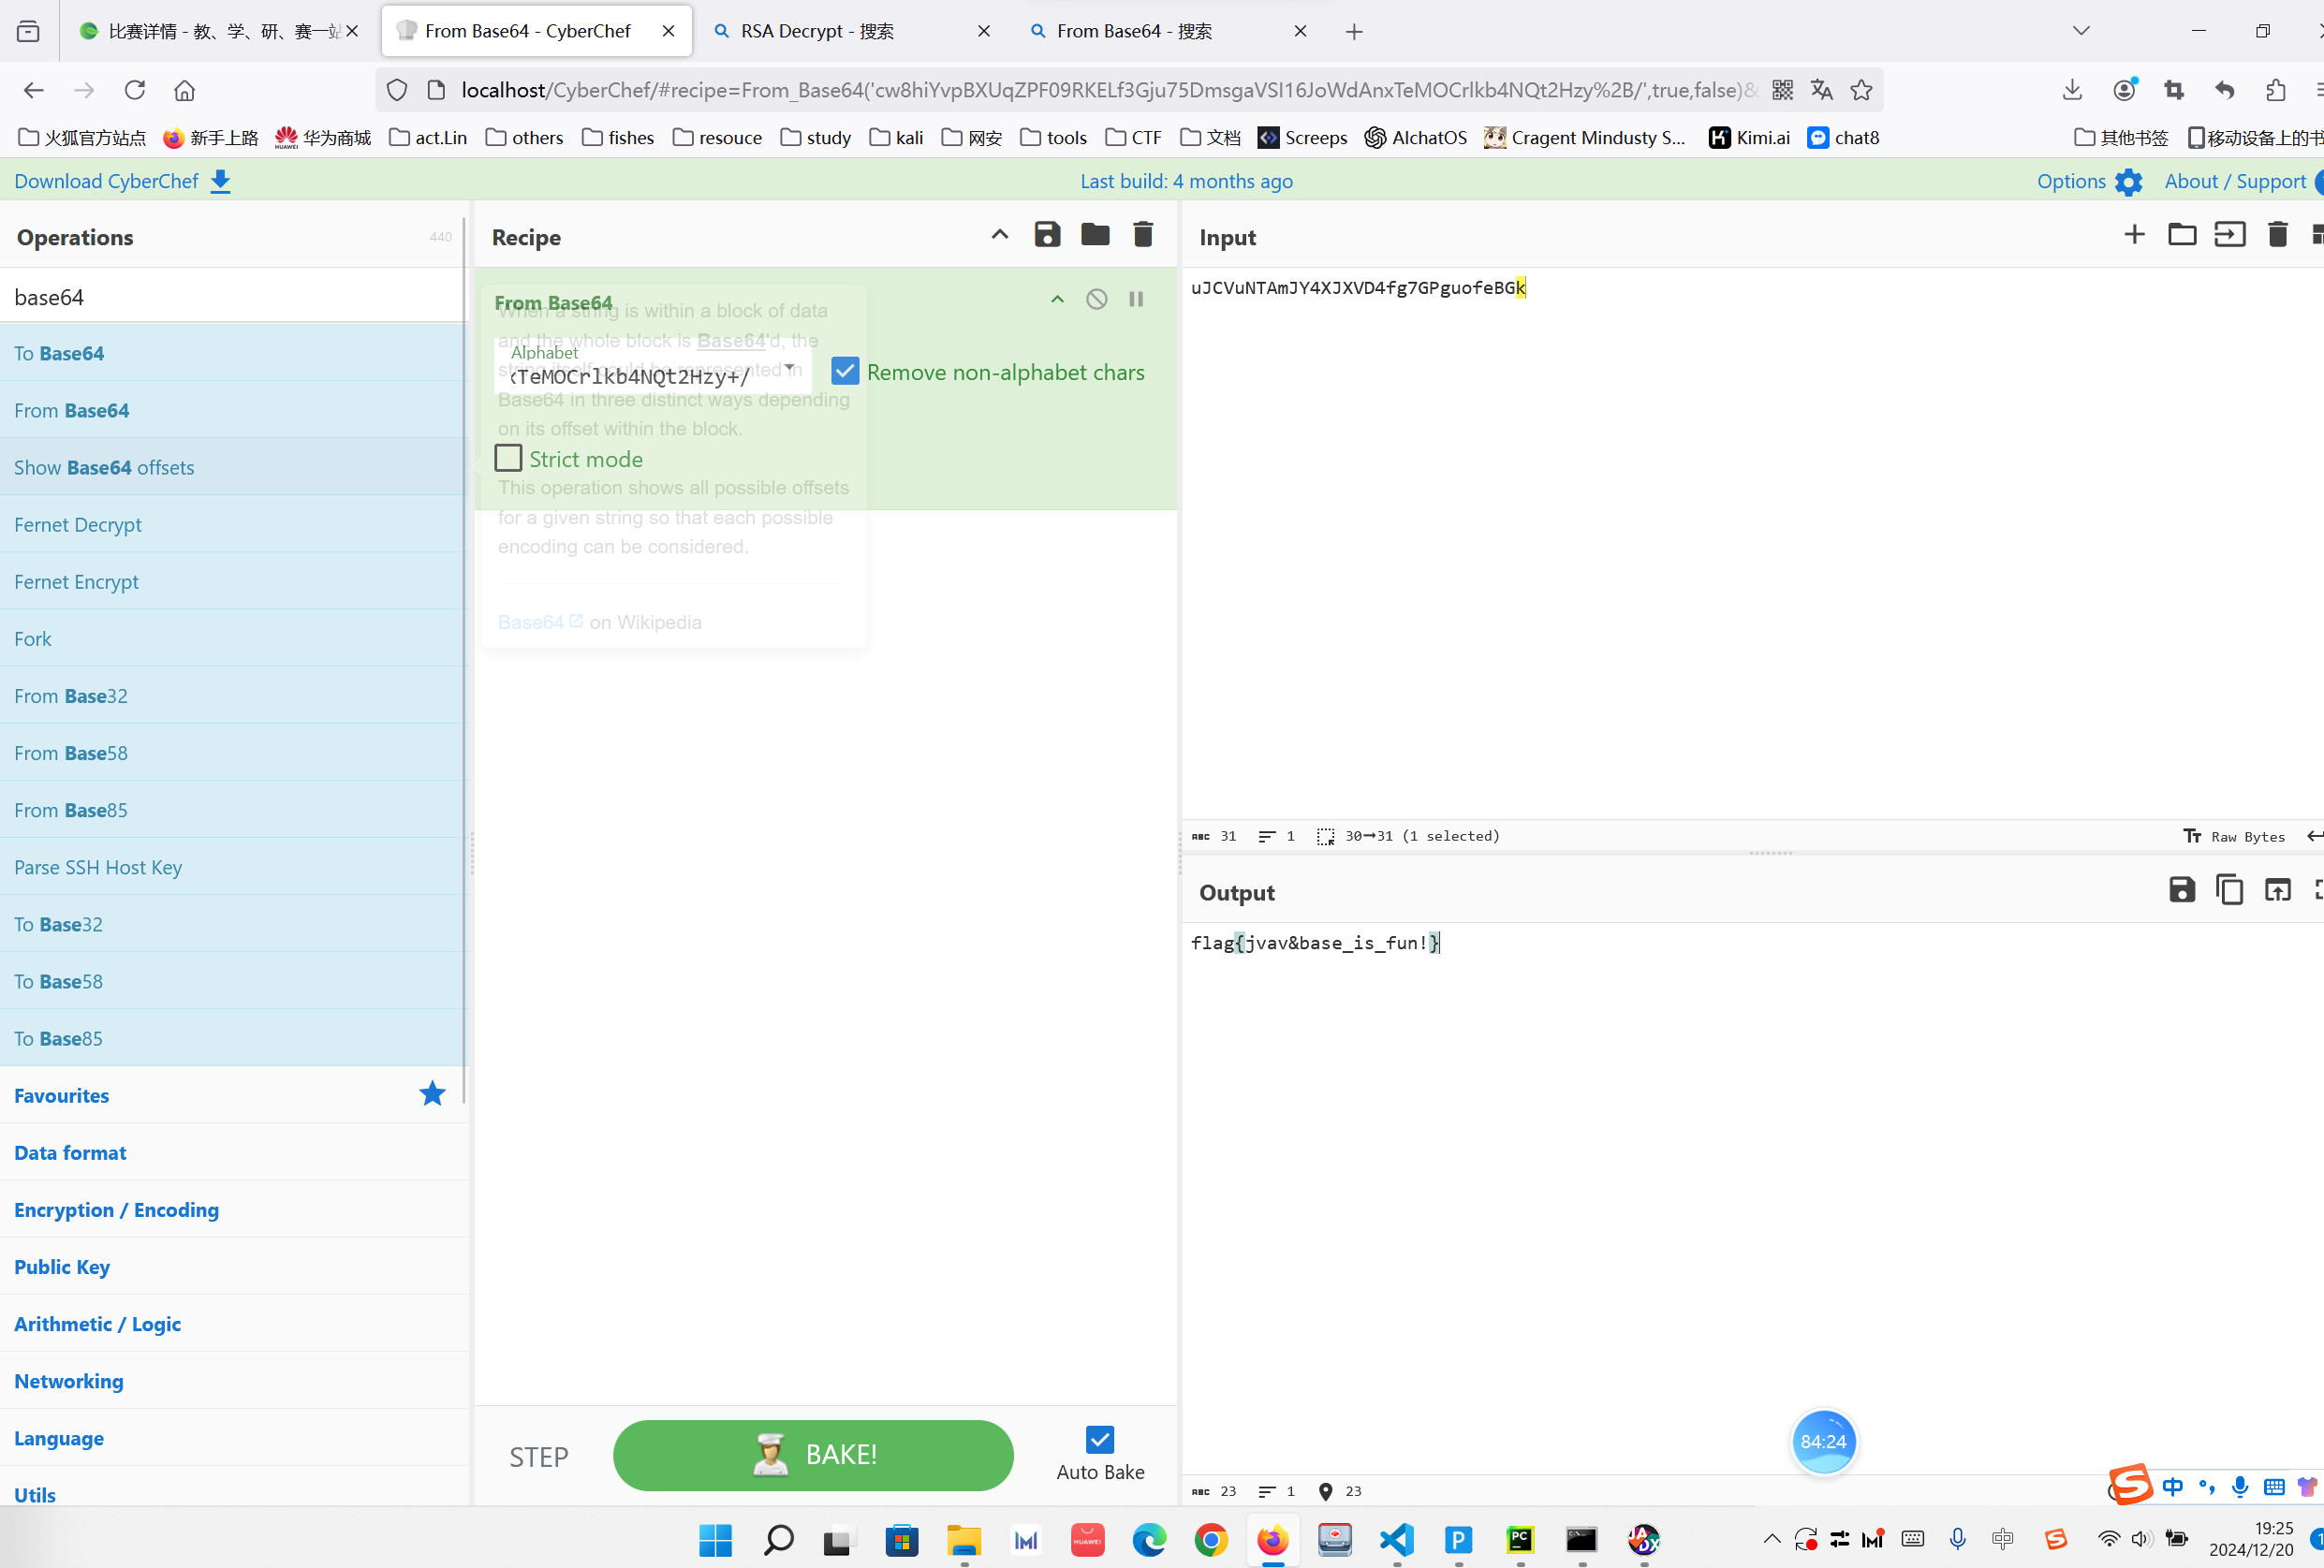 比赛详情 - 教、学、研、赛一站
From Base64 - CyberChef
RSA Decrypt - 搜索
From Base64 - 搜索
localhost/CyberChef/#recipe=From_Base64('cw8hiYvpBXUqZPF09RKELf3Gju75DmsgaVSI16JoWdAnxTeMOCrlkb4NQt2Hzy%2B/',true,false)&
火狐官方站点
新手上路
华为商城
act.Lin
others
fishes
resouce
study
kali
网安
tools
CTF
文档
Screeps
AIchatOS
Cragent Mindusty S...
Kimi.ai
chat8
其他书签
移动设备上的书
Download CyberChef
Last build: 4 months ago
Options
About / Support
Operations
440
base64
To Base64
From Base64
Show Base64 offsets
Fernet Decrypt
Fernet Encrypt
Fork
From Base32
From Base58
From Base85
Parse SSH Host Key
To Base32
To Base58
To Base85
Favourites
Data format
Encryption / Encoding
Public Key
Arithmetic / Logic
Networking
Language
Utils
Recipe
From Base64
When a string is within a block of data
and the whole block is Base64'd, the
string itself could be represented in
Base64 in three distinct ways depending
on its offset within the block.
This operation shows all possible offsets
for a given string so that each possible
encoding can be considered.
Base64 on Wikipedia
Alphabet
xTeMOCrlkb4NQt2Hzy+/
Remove non-alphabet chars
Strict mode
STEP
BAKE!
Auto Bake
Input
uJCVuNTAmJY4XJXVD4fg7GPguofeBGk
ABC 31
1
30→31 (1 selected)
Tт Raw Bytes
Output
flag{jvav&base_is_fun!}
ABC 23
1
23
84:24
中
19:25
2024/12/20